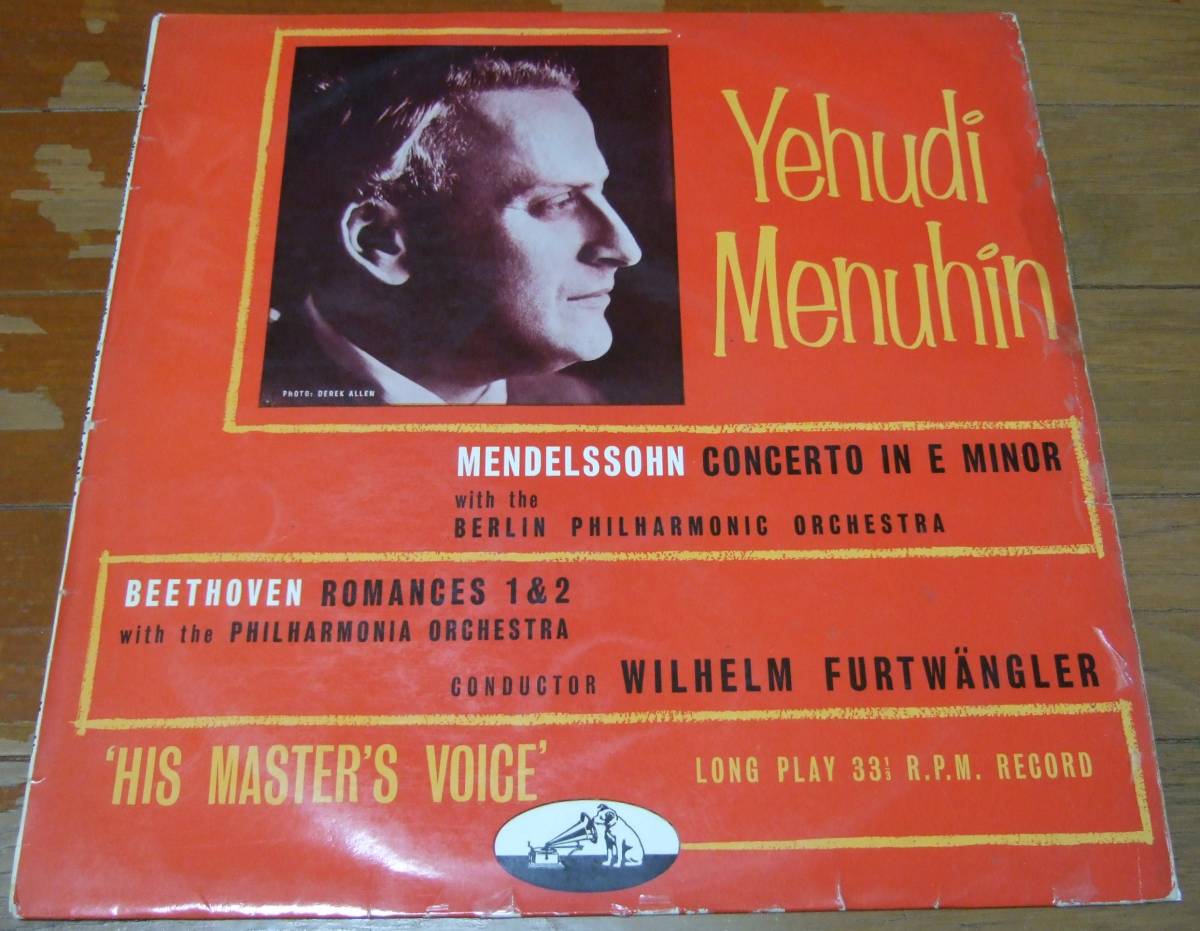 Yehudi
Menuhin
PHOTO: DEREK ALLEN
MENDELSSOHN CONCERTO IN E MINOR
with the
BERLIN PHILHARMONIC ORCHESTRA
BEETHOVEN ROMANCES 1 & 2
with the PHILHARMONIA ORCHESTRA
CONDUCTOR WILHELM FURTWÄNGLER
'HIS MASTER'S VOICE'
LONG PLAY 33⅓ R.P.M. RECORD